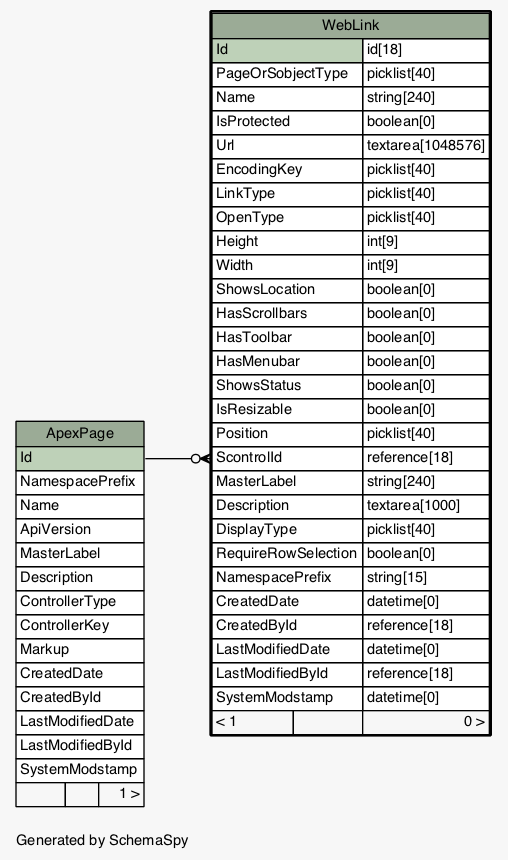 WebLink
Id id[18]
PageOrSobjectType picklist[40]
Name string[240]
IsProtected boolean[0]
Url textarea[1048576]
EncodingKey picklist[40]
LinkType picklist[40]
OpenType picklist[40]
Height int[9]
Width int[9]
ShowsLocation boolean[0]
HasScrollbars boolean[0]
HasToolbar boolean[0]
HasMenubar boolean[0]
ShowsStatus boolean[0]
IsResizable boolean[0]
Position picklist[40]
ScontrolId reference[18]
MasterLabel string[240]
Description textarea[1000]
DisplayType picklist[40]
RequireRowSelection boolean[0]
NamespacePrefix string[15]
CreatedDate datetime[0]
CreatedById reference[18]
LastModifiedDate datetime[0]
LastModifiedById reference[18]
SystemModstamp datetime[0]
< 1 0 >
ApexPage
Id
NamespacePrefix
Name
ApiVersion
MasterLabel
Description
ControllerType
ControllerKey
Markup
CreatedDate
CreatedById
LastModifiedDate
LastModifiedById
SystemModstamp
1 >
Generated by SchemaSpy